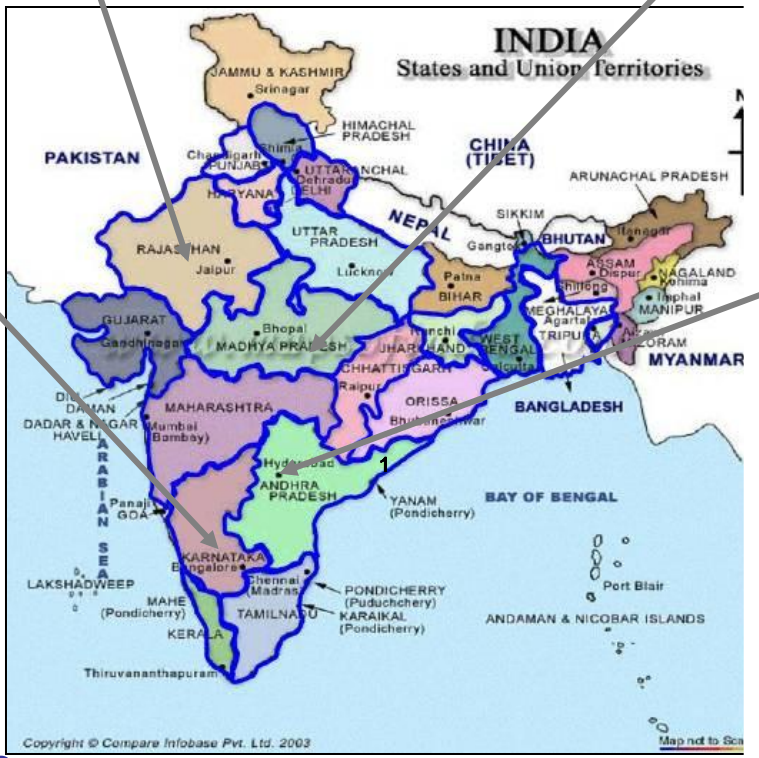 INDIA
States and Union Territories
JAMMU & KASHMIR
Srinagar
N
HIMACHAL
PRADESH
Shimla
CHINA
(TIBET)
PAKISTAN
Chandigarh
PUNJAB
UTTARANCHAL
Dehradun
DELHI
HARYANA
ARUNACHAL PRADESH
NEPAL
SIKKIM
Gangtok
BHUTAN
Itanagar
RAJASTHAN
Jaipur
UTTAR
PRADESH
Lucknow
Patna
BIHAR
ASSAM
Dispur
Shillong
NAGALAND
Kohima
Imphal
MANIPUR
MEGHALAYA
Agartala
TRIPURA
MIZORAM
MYANMAR
GUJARAT
Gandhinagar
Bhopal
MADHYA PRADESH
Ranchi
JHARKHAND
WEST
BENGAL
Calcutta
CHHATTISGARH
Raipur
ORISSA
Bhubaneshwar
BANGLADESH
DIU
DAMAN
DADAR & NAGAR
HAVELI
MAHARASHTRA
Mumbai
(Bombay)
ARABIAN SEA
Hyderabad
ANDHRA
PRADESH
1
YANAM
(Pondicherry)
BAY OF BENGAL
Panaji
GOA
KARNATAKA
Bangalore
Chennai
(Madras)
LAKSHADWEEP
MAHE
(Pondicherry)
PONDICHERRY
(Puduchery)
KARAIKAL
(Pondicherry)
TAMILNADU
KERALA
Thiruvananthapuram
Port Blair
ANDAMAN & NICOBAR ISLANDS
Copyright © Compare Infobase Pvt. Ltd. 2003
Map not to Sca